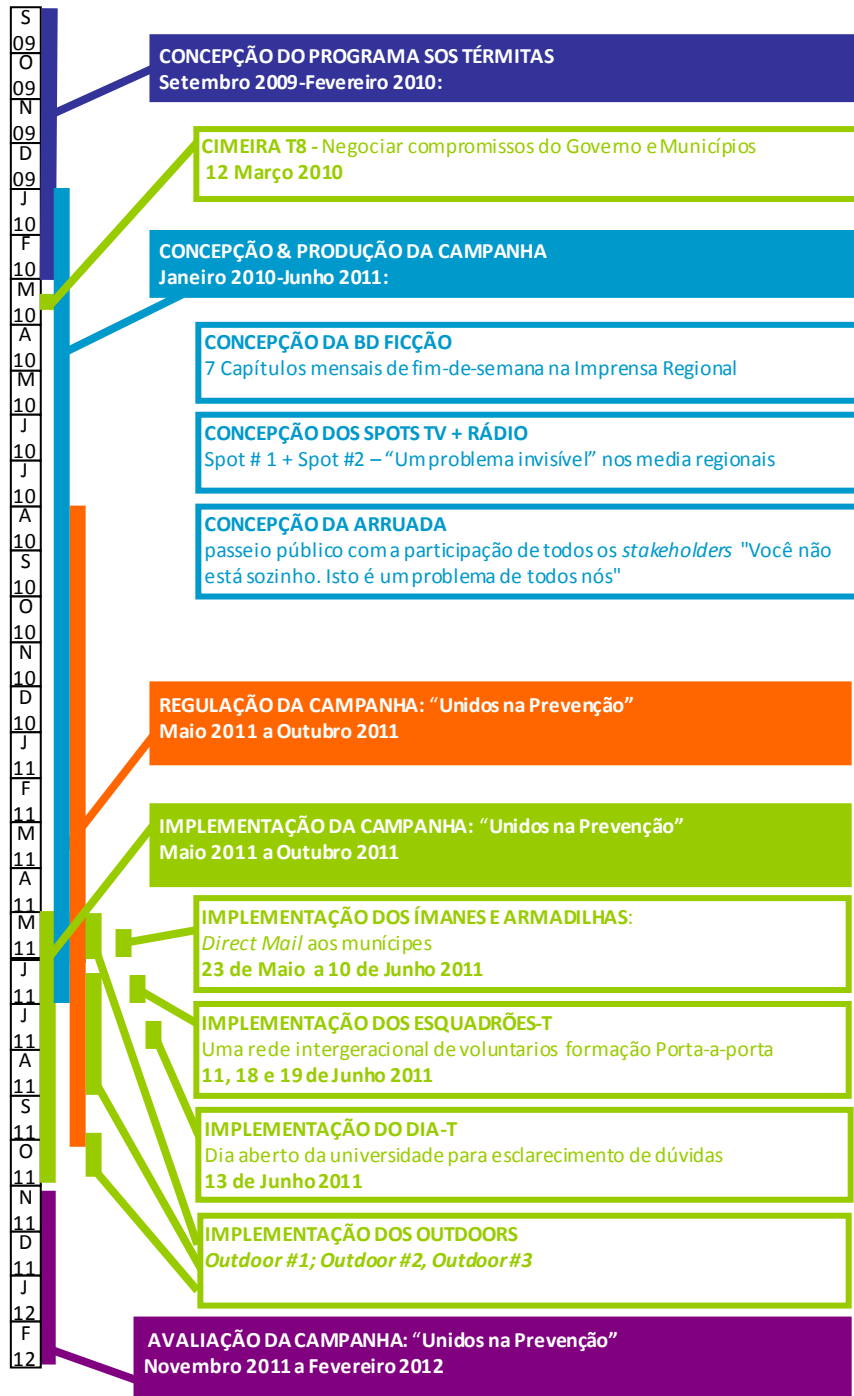 S
09
O
09
N
09
D
09
J
10
F
10
M
10
A
10
M
10
J
10
J
10
A
10
S
10
O
10
N
10
D
10
J
11
F
11
M
11
A
11
M
11
J
11
J
11
A
11
S
11
O
11
N
11
D
11
J
12
F
12
CONCEPÇÃO DO PROGRAMA SOS TÉRMITAS
Setembro 2009-Fevereiro 2010:
CIMEIRA T8 - Negociar compromissos do Governo e Municípios
12 Março 2010
CONCEPÇÃO & PRODUÇÃO DA CAMPANHA
Janeiro 2010-Junho 2011:
CONCEPÇÃO DA BD FICÇÃO
7 Capítulos mensais de fim-de-semana na Imprensa Regional
CONCEPÇÃO DOS SPOTS TV + RÁDIO
Spot # 1 + Spot #2 – “Um problema invisível” nos media regionais
CONCEPÇÃO DA ARRUADA
passeio público com a participação de todos os stakeholders "Você não
está sozinho. Isto é um problema de todos nós"
REGULAÇÃO DA CAMPANHA: “Unidos na Prevenção”
Maio 2011 a Outubro 2011
IMPLEMENTAÇÃO DA CAMPANHA: “Unidos na Prevenção”
Maio 2011 a Outubro 2011
IMPLEMENTAÇÃO DOS ÍMANES E ARMADILHAS:
Direct Mail aos munícipes
23 de Maio a 10 de Junho 2011
IMPLEMENTAÇÃO DOS ESQUADRÕES-T
Uma rede intergeracional de voluntarios formação Porta-a-porta
11, 18 e 19 de Junho 2011
IMPLEMENTAÇÃO DO DIA-T
Dia aberto da universidade para esclarecimento de dúvidas
13 de Junho 2011
IMPLEMENTAÇÃO DOS OUTDOORS
Outdoor #1; Outdoor #2, Outdoor #3
AVALIAÇÃO DA CAMPANHA: “Unidos na Prevenção”
Novembro 2011 a Fevereiro 2012